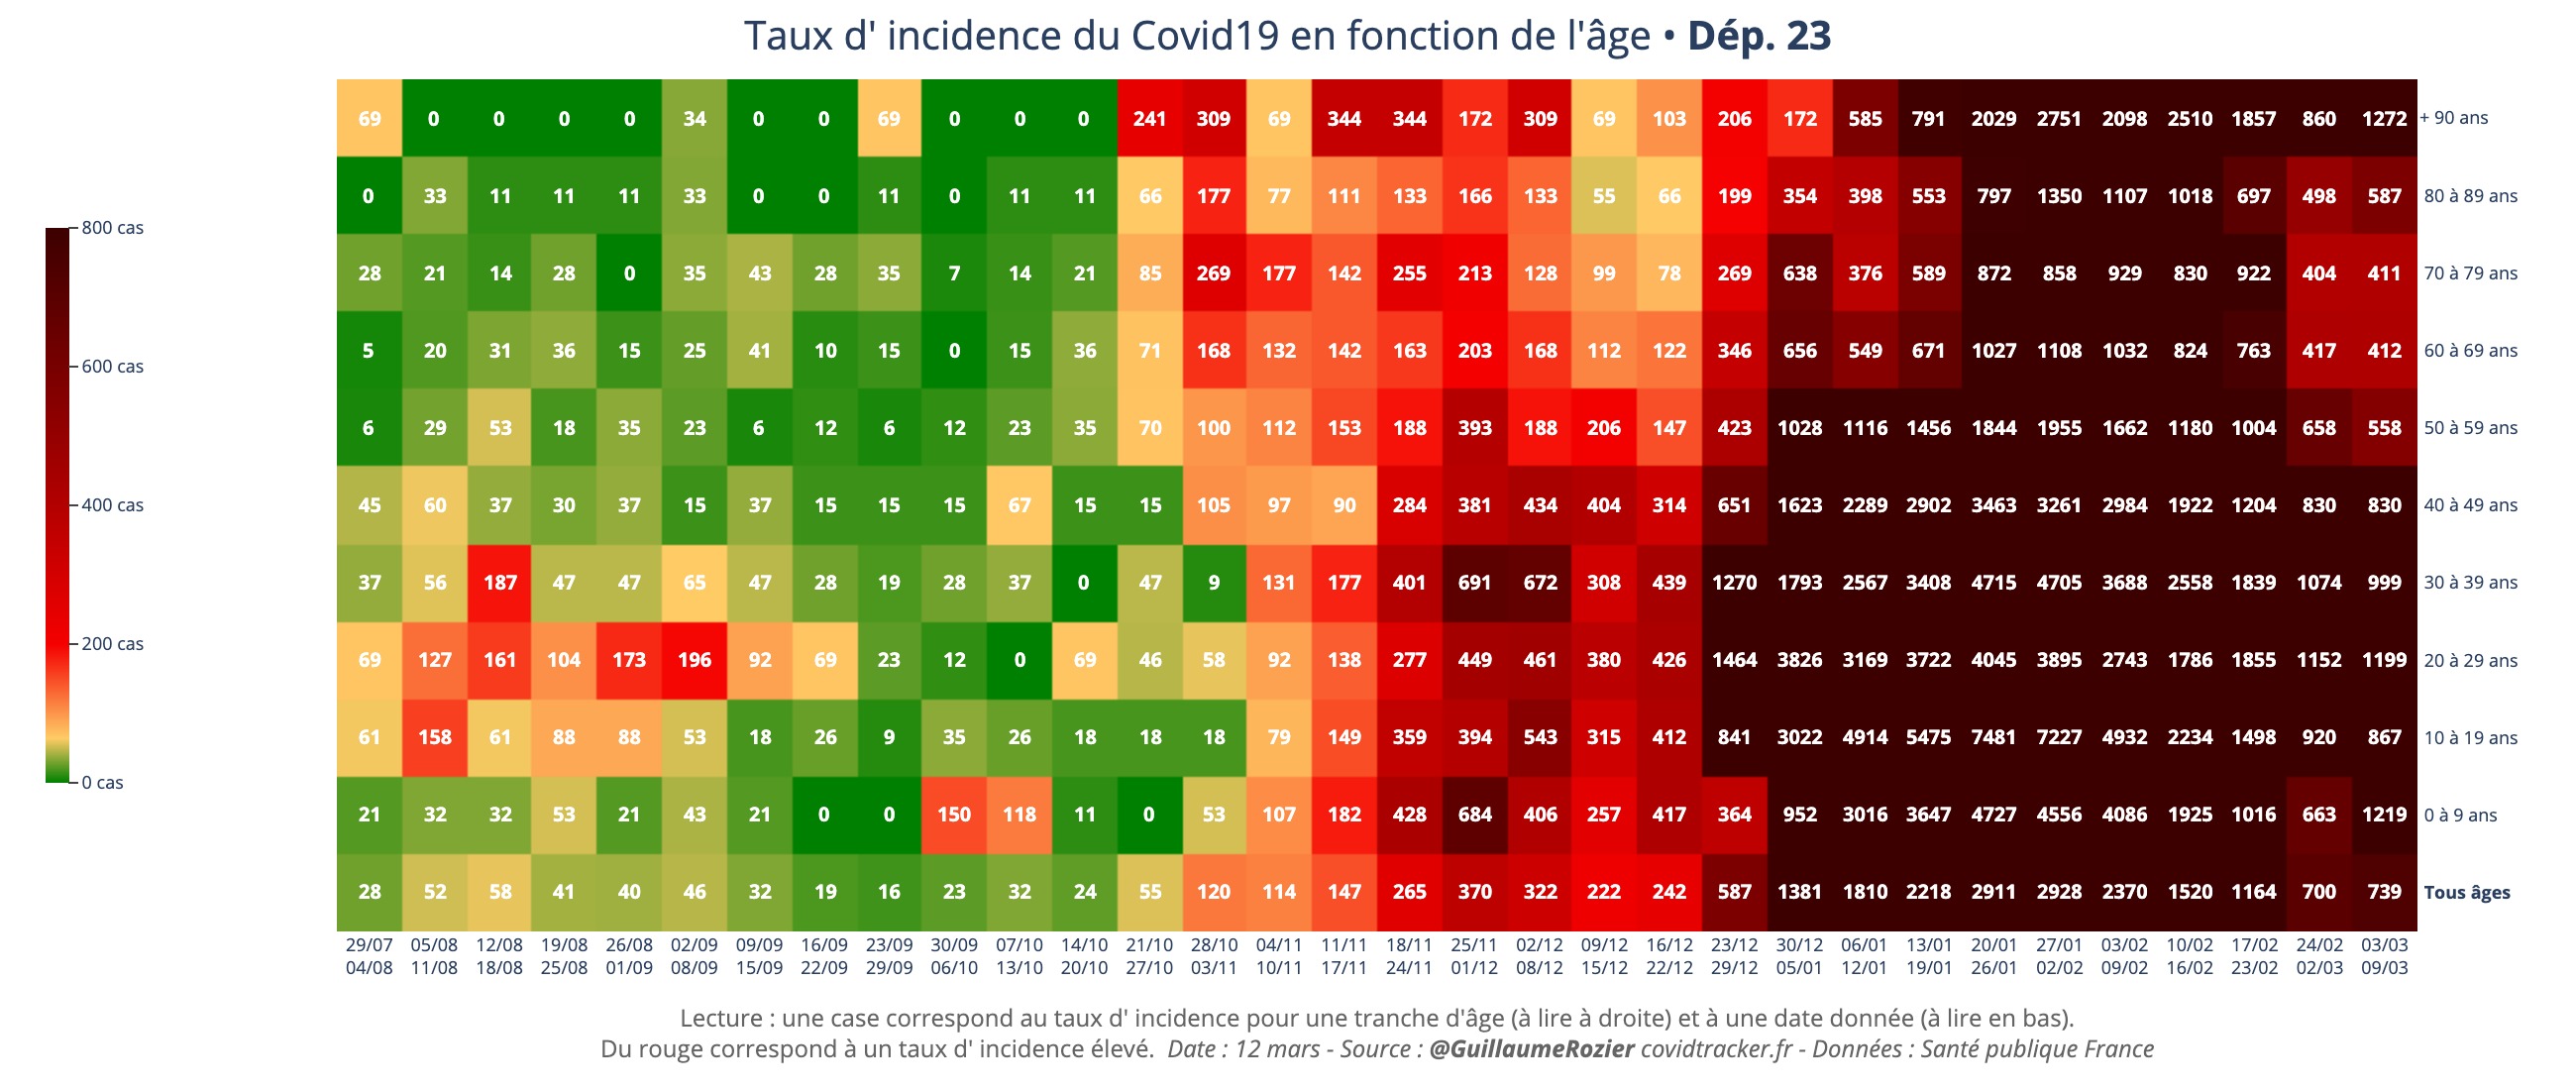 Taux d' incidence du Covid19 en fonction de l'âge • Dép. 23
800 cas
600 cas
400 cas
200 cas
0 cas
69 0 0 0 0 34 0 0 69 0 0 0 241 309 69 344 344 172 309 69 103 206 172 585 791 2029 2751 2098 2510 1857 860 1272 + 90 ans
0 33 11 11 11 33 0 0 11 0 11 11 66 177 77 111 133 166 133 55 66 199 354 398 553 797 1350 1107 1018 697 498 587 80 à 89 ans
28 21 14 28 0 35 43 28 35 7 14 21 85 269 177 142 255 213 128 99 78 269 638 376 589 872 858 929 830 922 404 411 70 à 79 ans
5 20 31 36 15 25 41 10 15 0 15 36 71 168 132 142 163 203 168 112 122 346 656 549 671 1027 1108 1032 824 763 417 412 60 à 69 ans
6 29 53 18 35 23 6 12 6 12 23 35 70 100 112 153 188 393 188 206 147 423 1028 1116 1456 1844 1955 1662 1180 1004 658 558 50 à 59 ans
45 60 37 30 37 15 37 15 15 15 67 15 15 105 97 90 284 381 434 404 314 651 1623 2289 2902 3463 3261 2984 1922 1204 830 830 40 à 49 ans
37 56 187 47 47 65 47 28 19 28 37 0 47 9 131 177 401 691 672 308 439 1270 1793 2567 3408 4715 4705 3688 2558 1839 1074 999 30 à 39 ans
69 127 161 104 173 196 92 69 23 12 0 69 46 58 92 138 277 449 461 380 426 1464 3826 3169 3722 4045 3895 2743 1786 1855 1152 1199 20 à 29 ans
61 158 61 88 88 53 18 26 9 35 26 18 18 18 79 149 359 394 543 315 412 841 3022 4914 5475 7481 7227 4932 2234 1498 920 867 10 à 19 ans
21 32 32 53 21 43 21 0 0 150 118 11 0 53 107 182 428 684 406 257 417 364 952 3016 3647 4727 4556 4086 1925 1016 663 1219 0 à 9 ans
28 52 58 41 40 46 32 19 16 23 32 24 55 120 114 147 265 370 322 222 242 587 1381 1810 2218 2911 2928 2370 1520 1164 700 739 Tous âges
29/07 05/08 12/08 19/08 26/08 02/09 09/09 16/09 23/09 30/09 07/10 14/10 21/10 28/10 04/11 11/11 18/11 25/11 02/12 09/12 16/12 23/12 30/12 06/01 13/01 20/01 27/01 03/02 10/02 17/02 24/02 03/03
04/08 11/08 18/08 25/08 01/09 08/09 15/09 22/09 29/09 06/10 13/10 20/10 27/10 03/11 10/11 17/11 24/11 01/12 08/12 15/12 22/12 29/12 05/01 12/01 19/01 26/01 02/02 09/02 16/02 23/02 02/03 09/03
Lecture : une case correspond au taux d' incidence pour une tranche d'âge (à lire à droite) et à une date donnée (à lire en bas).
Du rouge correspond à un taux d' incidence élevé. Date : 12 mars - Source : @GuillaumeRozier covidtracker.fr - Données : Santé publique France